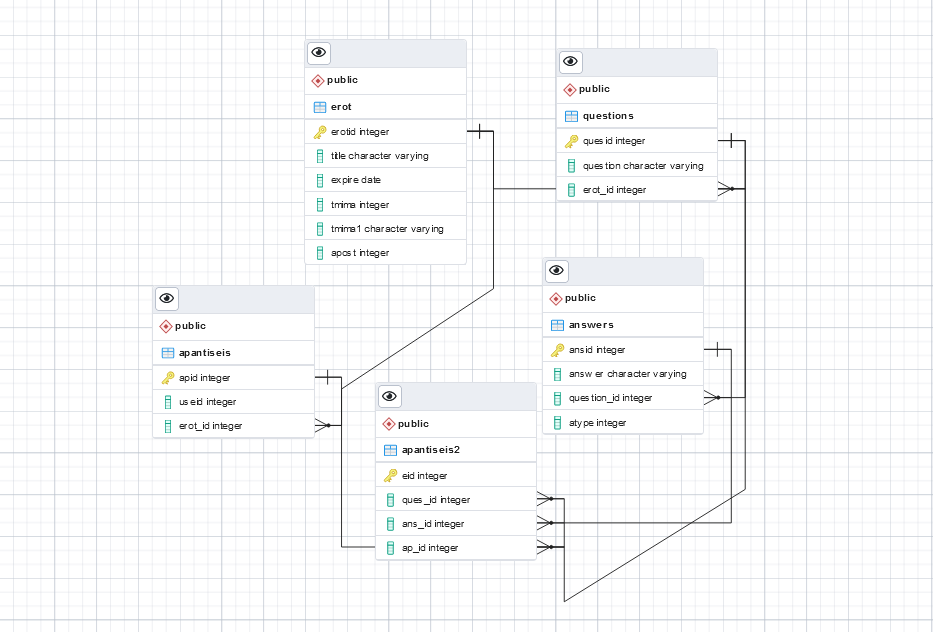 public
erot
erotid integer
title character varying
expire date
tmima integer
tmima1 character varying
apost integer
public
questions
quesid integer
question character varying
erot_id integer
public
answers
ansid integer
answer character varying
question_id integer
atype integer
public
apantiseis
apid integer
useid integer
erot_id integer
public
apantiseis2
eid integer
ques_id integer
ans_id integer
ap_id integer